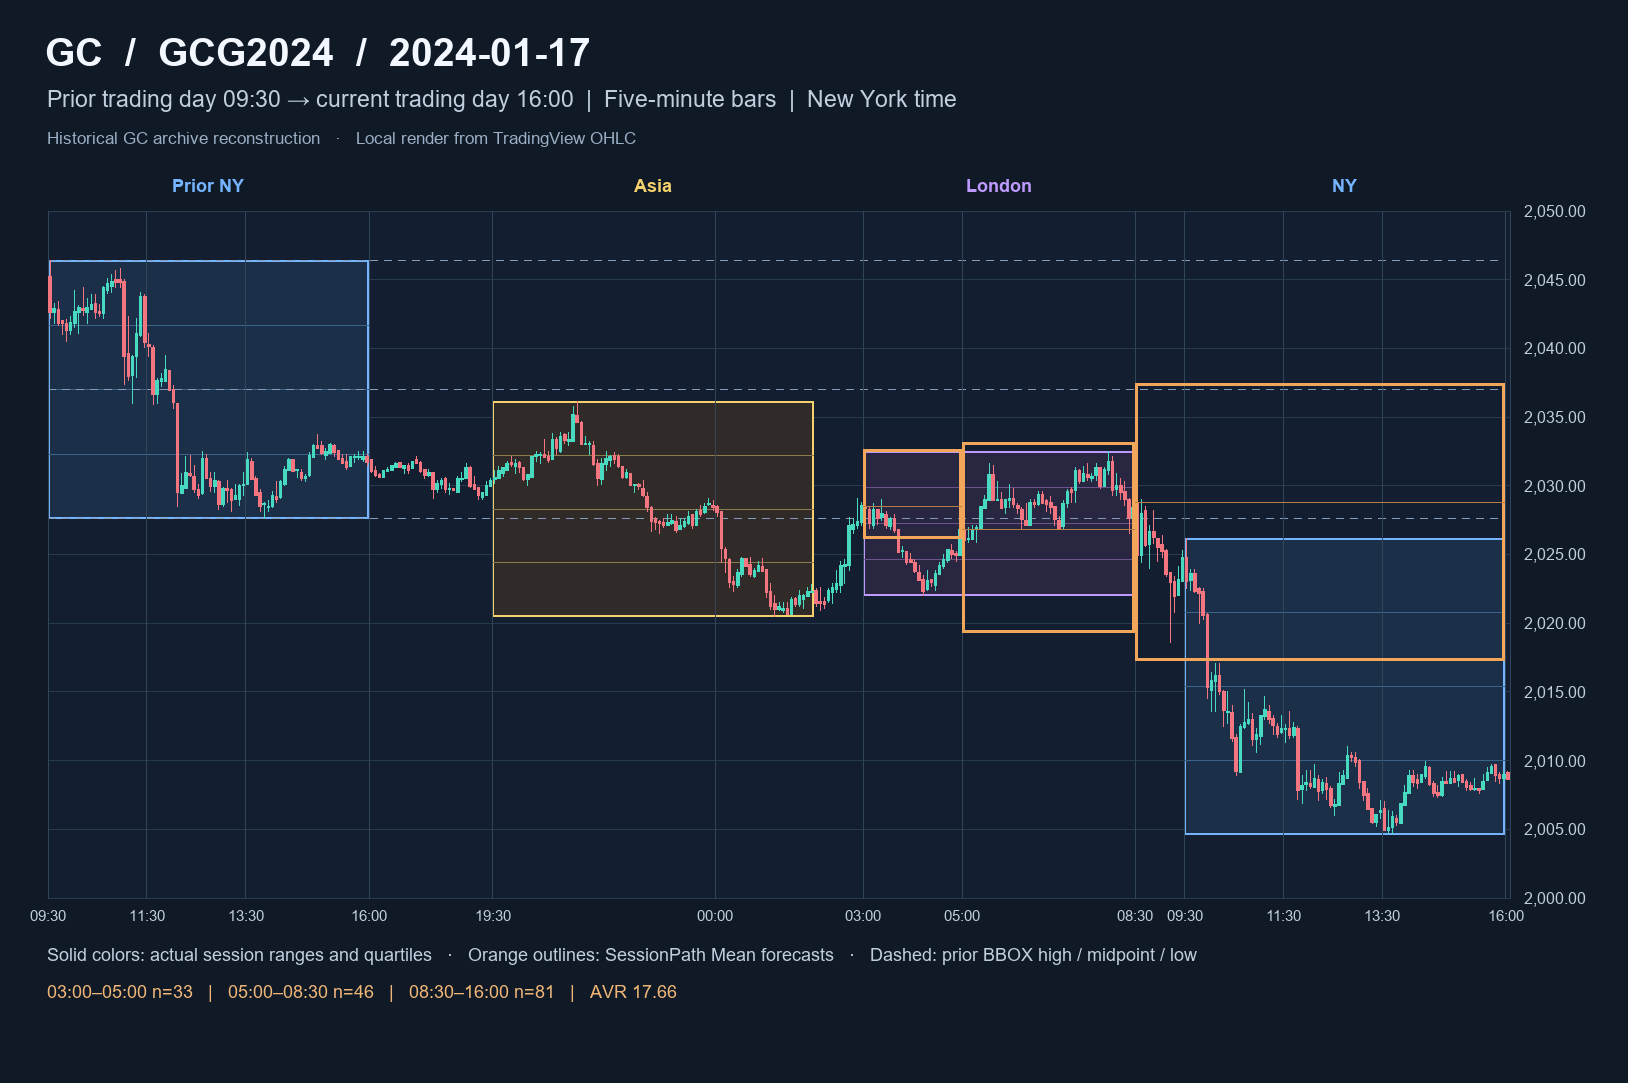 GC / GCG2024 / 2024-01-17
Prior trading day 09:30 → current trading day 16:00 | Five-minute bars | New York time
Historical GC archive reconstruction · Local render from TradingView OHLC
Prior NY Asia London NY
2,050.00
2,045.00
2,040.00
2,035.00
2,030.00
2,025.00
2,020.00
2,015.00
2,010.00
2,005.00
2,000.00
09:30 11:30 13:30 16:00 19:30 00:00 03:00 05:00 08:30 09:30 11:30 13:30 16:00
Solid colors: actual session ranges and quartiles · Orange outlines: SessionPath Mean forecasts · Dashed: prior BBOX high / midpoint / low
03:00–05:00 n=33 | 05:00–08:30 n=46 | 08:30–16:00 n=81 | AVR 17.66